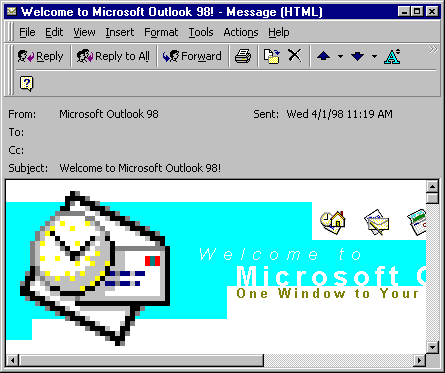 Welcome to Microsoft Outlook 98! - Message (HTML)
File Edit View Insert Format Tools Actions Help
Reply Reply to All Forward
From: Microsoft Outlook 98 Sent: Wed 4/1/98 11:19 AM
To:
Cc:
Subject: Welcome to Microsoft Outlook 98!
Welcome to
Microsoft O
One Window to Your